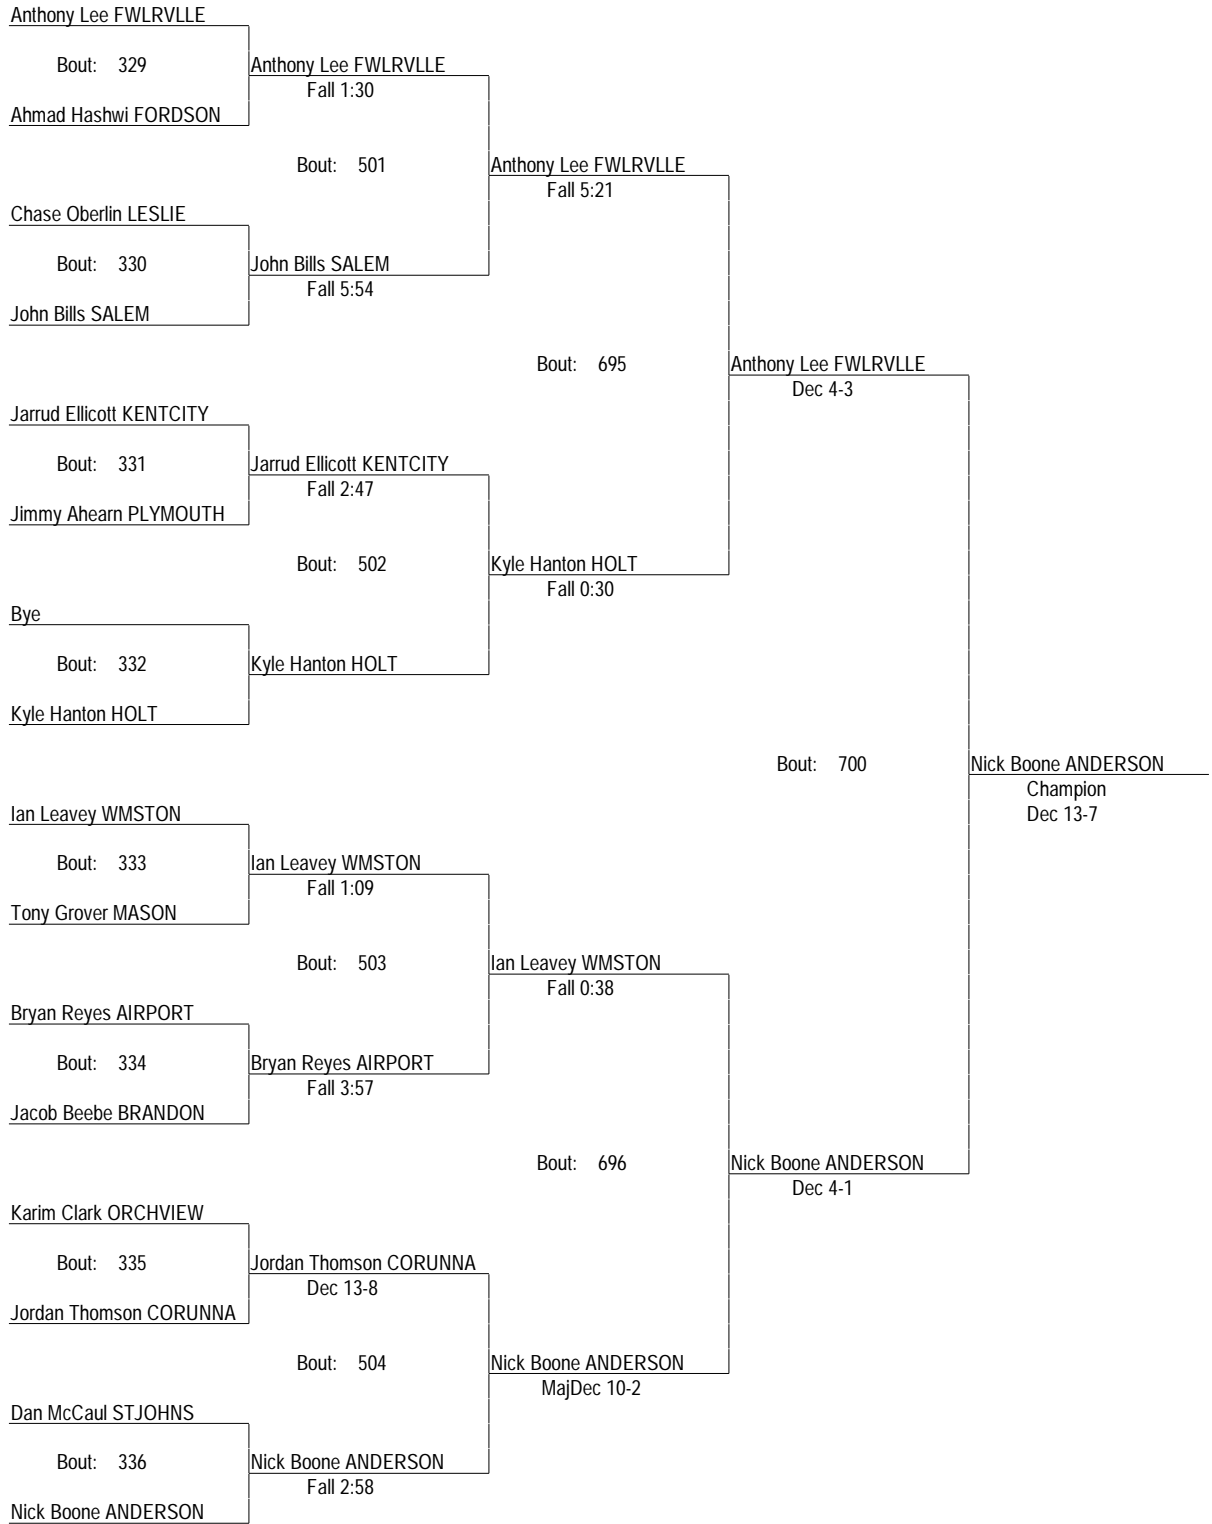 Anthony Lee FWLRVLLE
Bout: 329
Anthony Lee FWLRVLLE
Fall 1:30
Ahmad Hashwi FORDSON
Bout: 501
Anthony Lee FWLRVLLE
Fall 5:21
Chase Oberlin LESLIE
Bout: 330
John Bills SALEM
Fall 5:54
John Bills SALEM
Bout: 695
Anthony Lee FWLRVLLE
Dec 4-3
Jarrud Ellicott KENTCITY
Bout: 331
Jarrud Ellicott KENTCITY
Fall 2:47
Jimmy Ahearn PLYMOUTH
Bout: 502
Kyle Hanton HOLT
Fall 0:30
Bye
Bout: 332
Kyle Hanton HOLT
Kyle Hanton HOLT
Bout: 700
Nick Boone ANDERSON
Champion
Dec 13-7
Ian Leavey WMSTON
Bout: 333
Ian Leavey WMSTON
Fall 1:09
Tony Grover MASON
Bout: 503
Ian Leavey WMSTON
Fall 0:38
Bryan Reyes AIRPORT
Bout: 334
Bryan Reyes AIRPORT
Fall 3:57
Jacob Beebe BRANDON
Bout: 696
Nick Boone ANDERSON
Dec 4-1
Karim Clark ORCHVIEW
Bout: 335
Jordan Thomson CORUNNA
Dec 13-8
Jordan Thomson CORUNNA
Bout: 504
Nick Boone ANDERSON
MajDec 10-2
Dan McCaul STJOHNS
Bout: 336
Nick Boone ANDERSON
Fall 2:58
Nick Boone ANDERSON